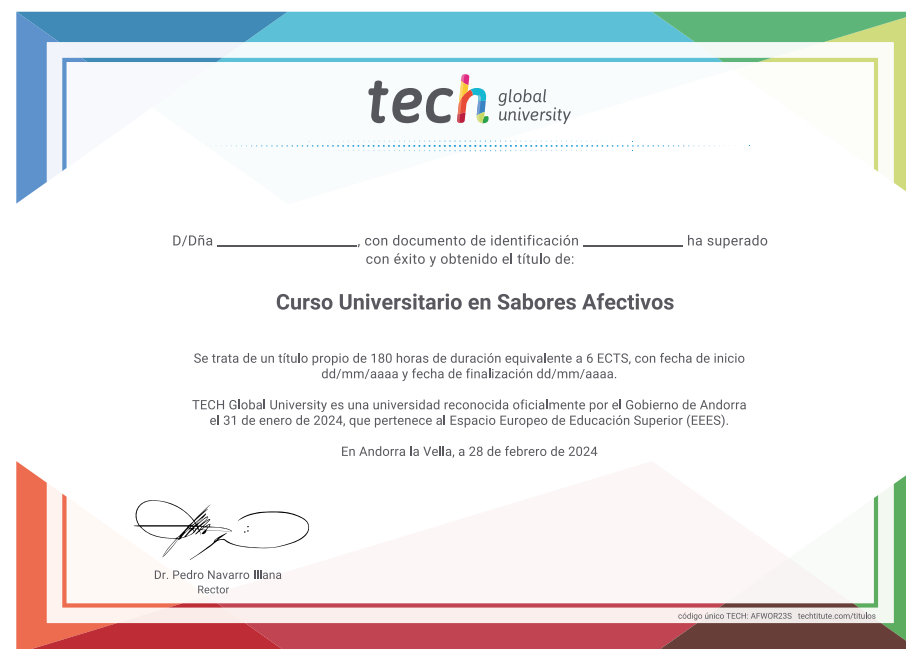 tech global university
D/Dña ____________________, con documento de identificación ______________ ha superado
con éxito y obtenido el título de:
Curso Universitario en Sabores Afectivos
Se trata de un título propio de 180 horas de duración equivalente a 6 ECTS, con fecha de inicio
dd/mm/aaaa y fecha de finalización dd/mm/aaaa.
TECH Global University es una universidad reconocida oficialmente por el Gobierno de Andorra
el 31 de enero de 2024, que pertenece al Espacio Europeo de Educación Superior (EEES).
En Andorra la Vella, a 28 de febrero de 2024
Dr. Pedro Navarro Illana
Rector
código único TECH: AFWOR23S techtitute.com/titulos